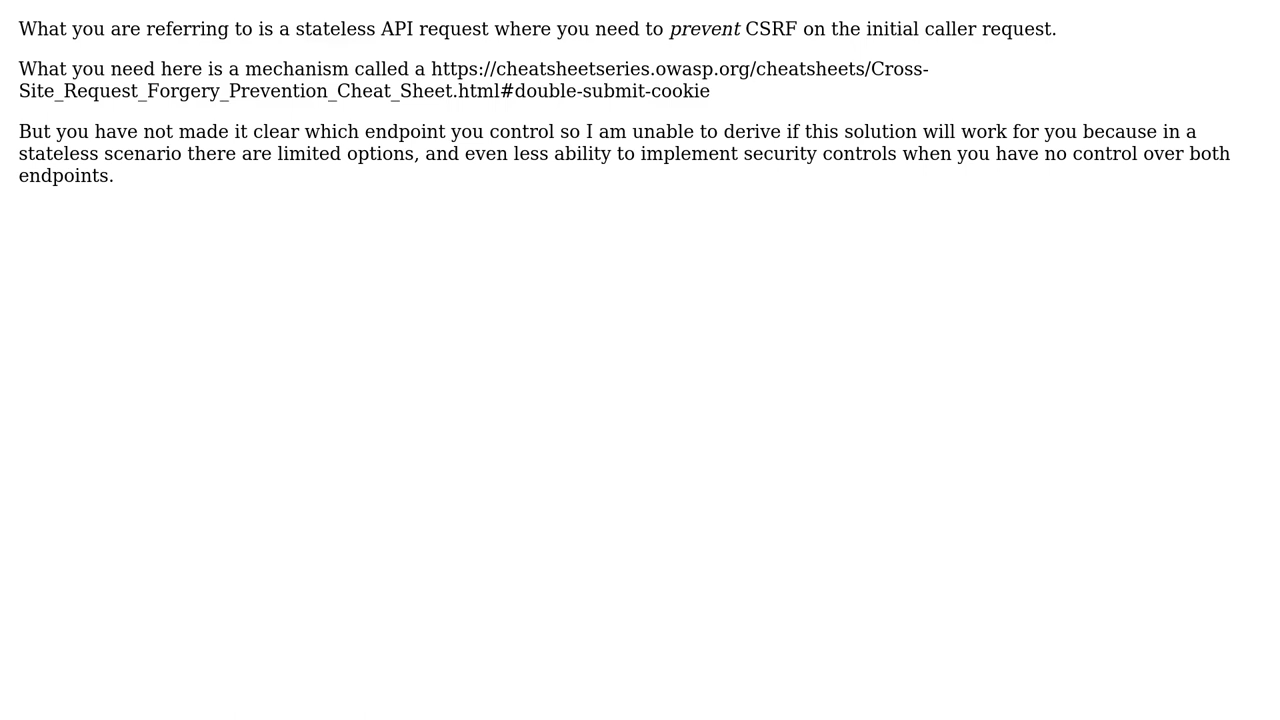 What you are referring to is a stateless API request where you need to prevent CSRF on the initial caller request.
What you need here is a mechanism called a https://cheatsheetseries.owasp.org/cheatsheets/Cross-
Site_Request_Forgery_Prevention_Cheat_Sheet.html#double-submit-cookie
But you have not made it clear which endpoint you control so I am unable to derive if this solution will work for you because in a
stateless scenario there are limited options, and even less ability to implement security controls when you have no control over both
endpoints.